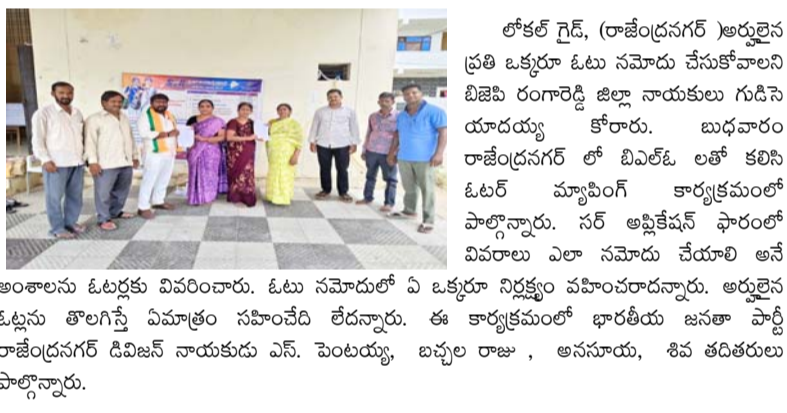 లోకల్ గైడ్, (రాజేంద్రనగర్ )అర్హులైన
ప్రతి ఒక్కరూ ఓటు నమోదు చేసుకోవాలని
బిజెపి రంగారెడ్డి జిల్లా నాయకులు గుడిసె
యాదయ్య కోరారు. బుధవారం
రాజేంద్రనగర్ లో బిఎల్ఓ లతో కలిసి
ఓటర్ మ్యాపింగ్ కార్యక్రమంలో
పాల్గొన్నారు. సర్ అప్లికేషన్ ఫారంలో
వివరాలు ఎలా నమోదు చేయాలి అనే
అంశాలను ఓటర్లకు వివరించారు. ఓటు నమోదులో ఏ ఒక్కరూ నిర్లక్ష్యం వహించరాదన్నారు. అర్హులైన
ఓట్లను తొలగిస్తే ఏమాత్రం సహించేది లేదన్నారు. ఈ కార్యక్రమంలో భారతీయ జనతా పార్టీ
రాజేంద్రనగర్ డివిజన్ నాయకుడు ఎస్. పెంటయ్య, బచ్చల రాజు , అనసూయ, శివ తదితరులు
పాల్గొన్నారు.